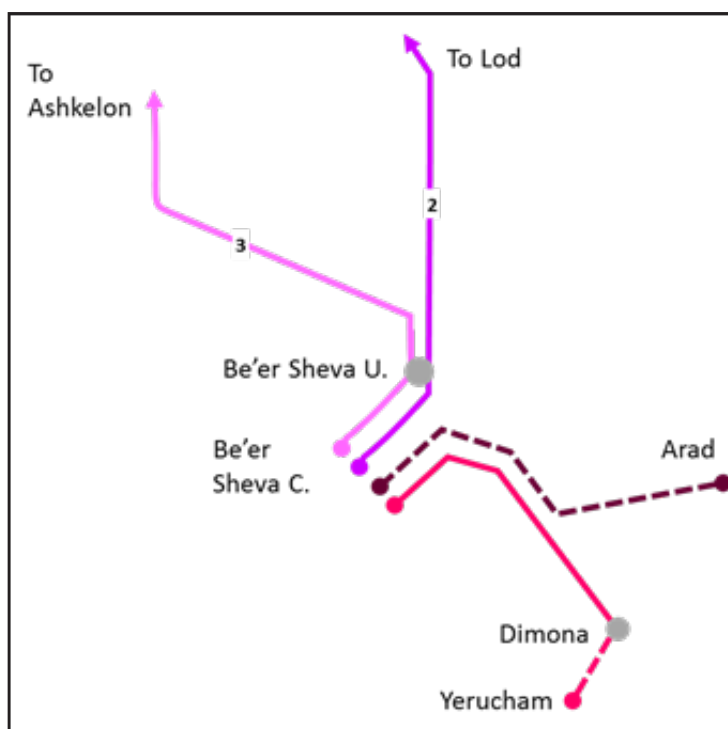 To
Ashkelon
To Lod
2
3
Be'er Sheva U.
Be'er
Sheva C.
Arad
Dimona
Yerucham